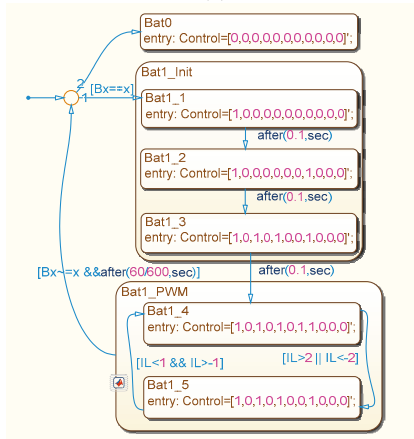 Bat0
entry: Control=[0,0,0,0,0,0,0,0,0,0,0]';
2
1
[Bx==x]
Bat1_Init
Bat1_1
entry: Control=[1,0,0,0,0,0,0,0,0,0,0]';
after(0.1,sec)
Bat1_2
entry: Control=[1,0,0,0,0,0,0,1,0,0,0]';
after(0.1,sec)
Bat1_3
entry: Control=[1,0,1,0,1,0,0,1,0,0,0]';
after(0.1,sec)
[Bx~=x &&after(60/600,sec)]
Bat1_PWM
Bat1_4
entry: Control=[1,0,1,0,1,0,1,1,0,0,0]';
[IL<1 && IL>-1]
[IL>2 || IL<-2]
Bat1_5
entry: Control=[1,0,1,0,1,0,0,1,0,0,0]';